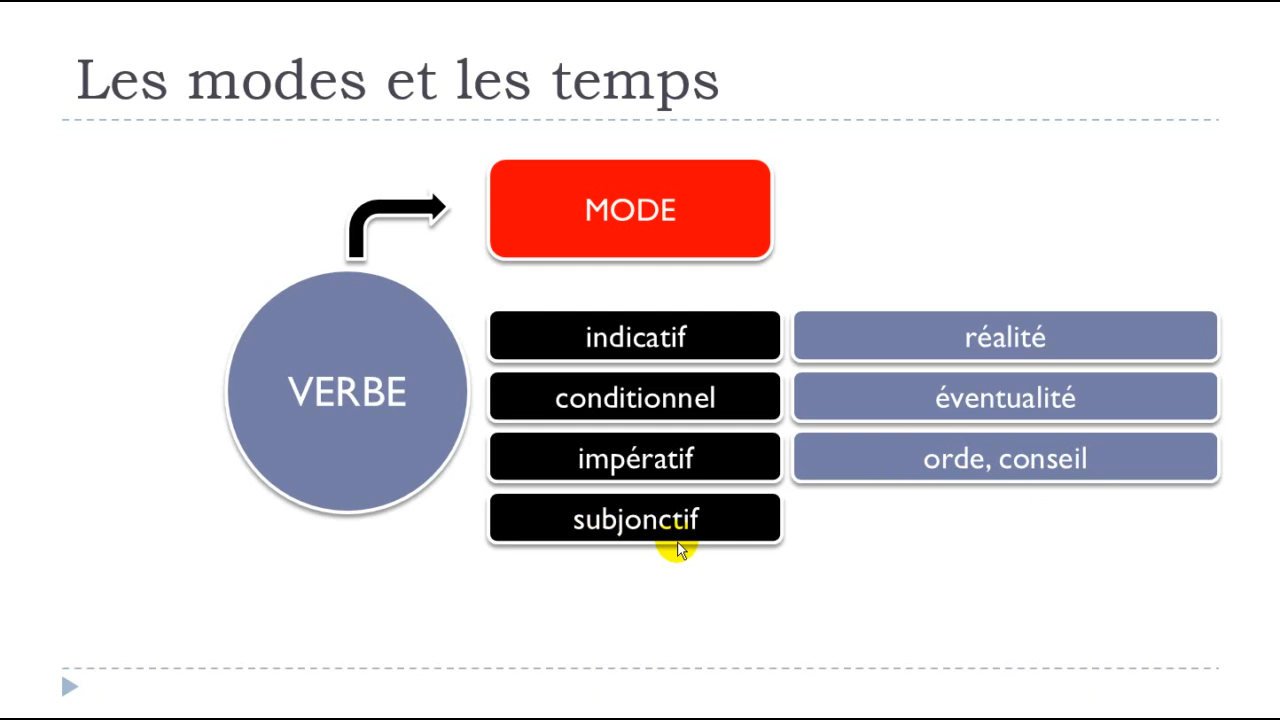 Les modes et les temps
MODE
VERBE
indicatif
réalité
conditionnel
éventualité
impératif
orde, conseil
subjonctif